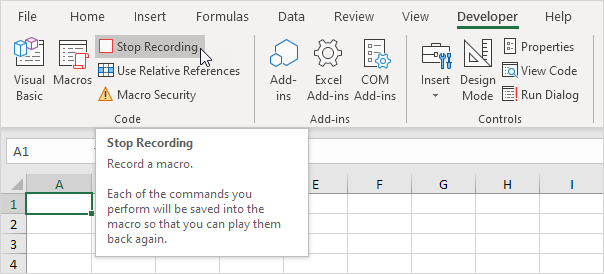 File Home Insert Formulas Data Review View Developer Help
Visual Basic
Macros
Stop Recording
Use Relative References
Macro Security
Code
Add-ins
Excel Add-ins
COM Add-ins
Add-ins
Insert
Design Mode
Properties
View Code
Run Dialog
Controls
A1
Stop Recording
Record a macro.
Each of the commands you
perform will be saved into the
macro so that you can play them
back again.
A E F G H I
1
2
3
4